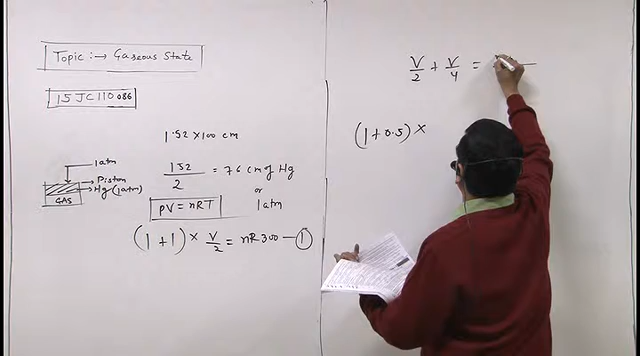 Topic :→ Gaseous State
15JC110086
1.52 X 100 cm
152/2 = 76 cm of Hg
or
1atm
1atm
Piston
Hg (1atm)
GAS
PV = nRT
(1 + 1) × V/2 = nR300 — ①
V/2 + V/4 =
(1 + 0.5) ×